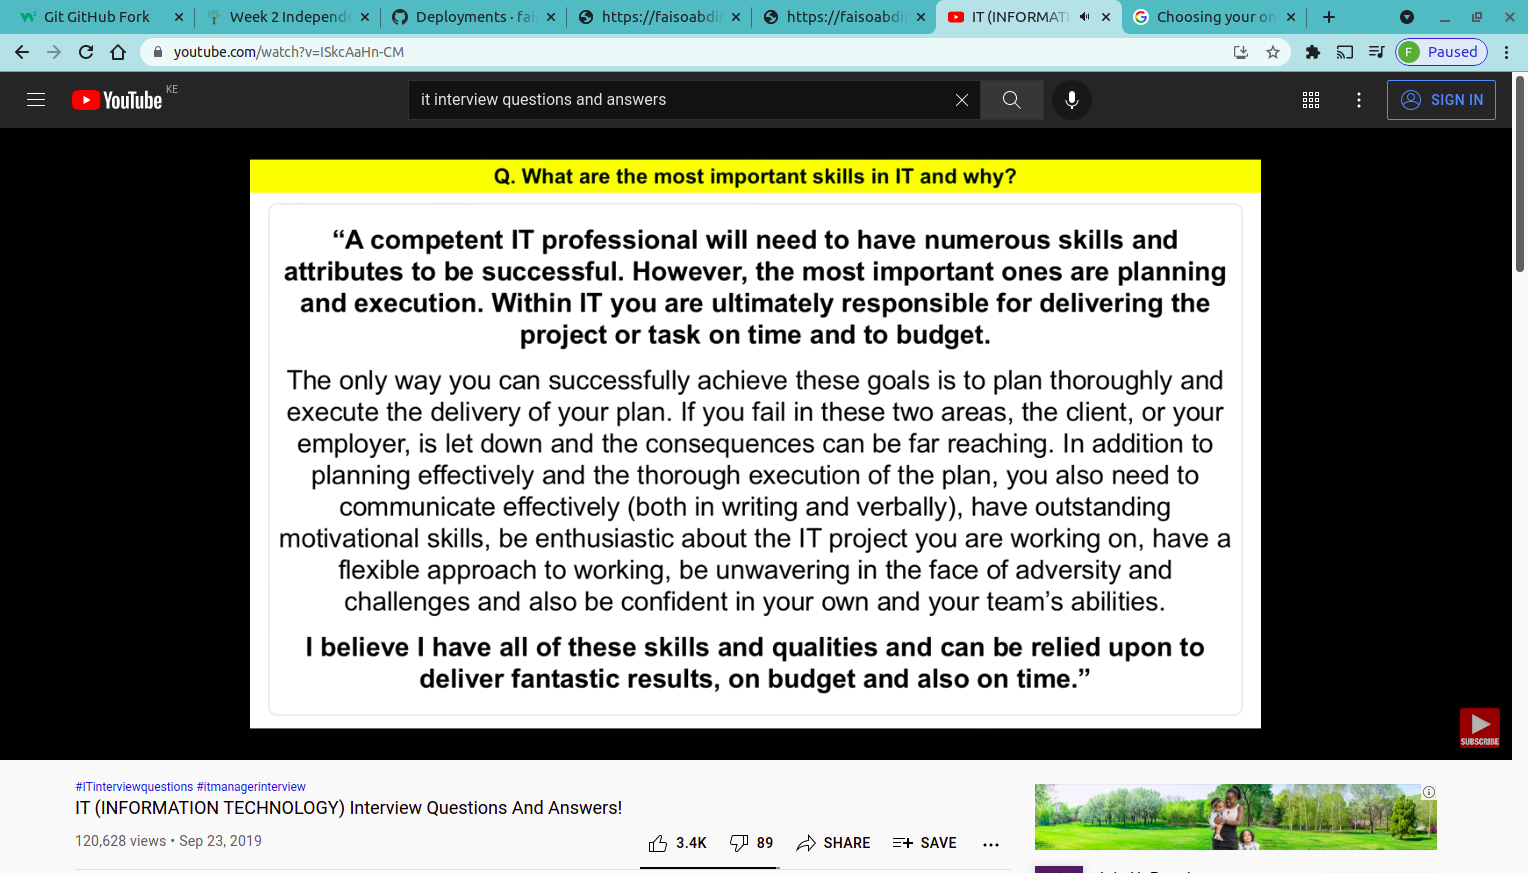 Git GitHub Fork
Week 2 Independe
Deployments · fais
https://faisoabdir
https://faisoabdir
IT (INFORMATI
Choosing your on
youtube.com/watch?v=ISkcAaHn-CM
F
Paused
YouTube
KE
it interview questions and answers
SIGN IN
Q. What are the most important skills in IT and why?
“A competent IT professional will need to have numerous skills and
attributes to be successful. However, the most important ones are planning
and execution. Within IT you are ultimately responsible for delivering the
project or task on time and to budget.
The only way you can successfully achieve these goals is to plan thoroughly and
execute the delivery of your plan. If you fail in these two areas, the client, or your
employer, is let down and the consequences can be far reaching. In addition to
planning effectively and the thorough execution of the plan, you also need to
communicate effectively (both in writing and verbally), have outstanding
motivational skills, be enthusiastic about the IT project you are working on, have a
flexible approach to working, be unwavering in the face of adversity and
challenges and also be confident in your own and your team’s abilities.
I believe I have all of these skills and qualities and can be relied upon to
deliver fantastic results, on budget and also on time.”
SUBSCRIBE
#ITinterviewquestions #itmanagerinterview
IT (INFORMATION TECHNOLOGY) Interview Questions And Answers!
120,628 views • Sep 23, 2019
3.4K
89
SHARE
SAVE